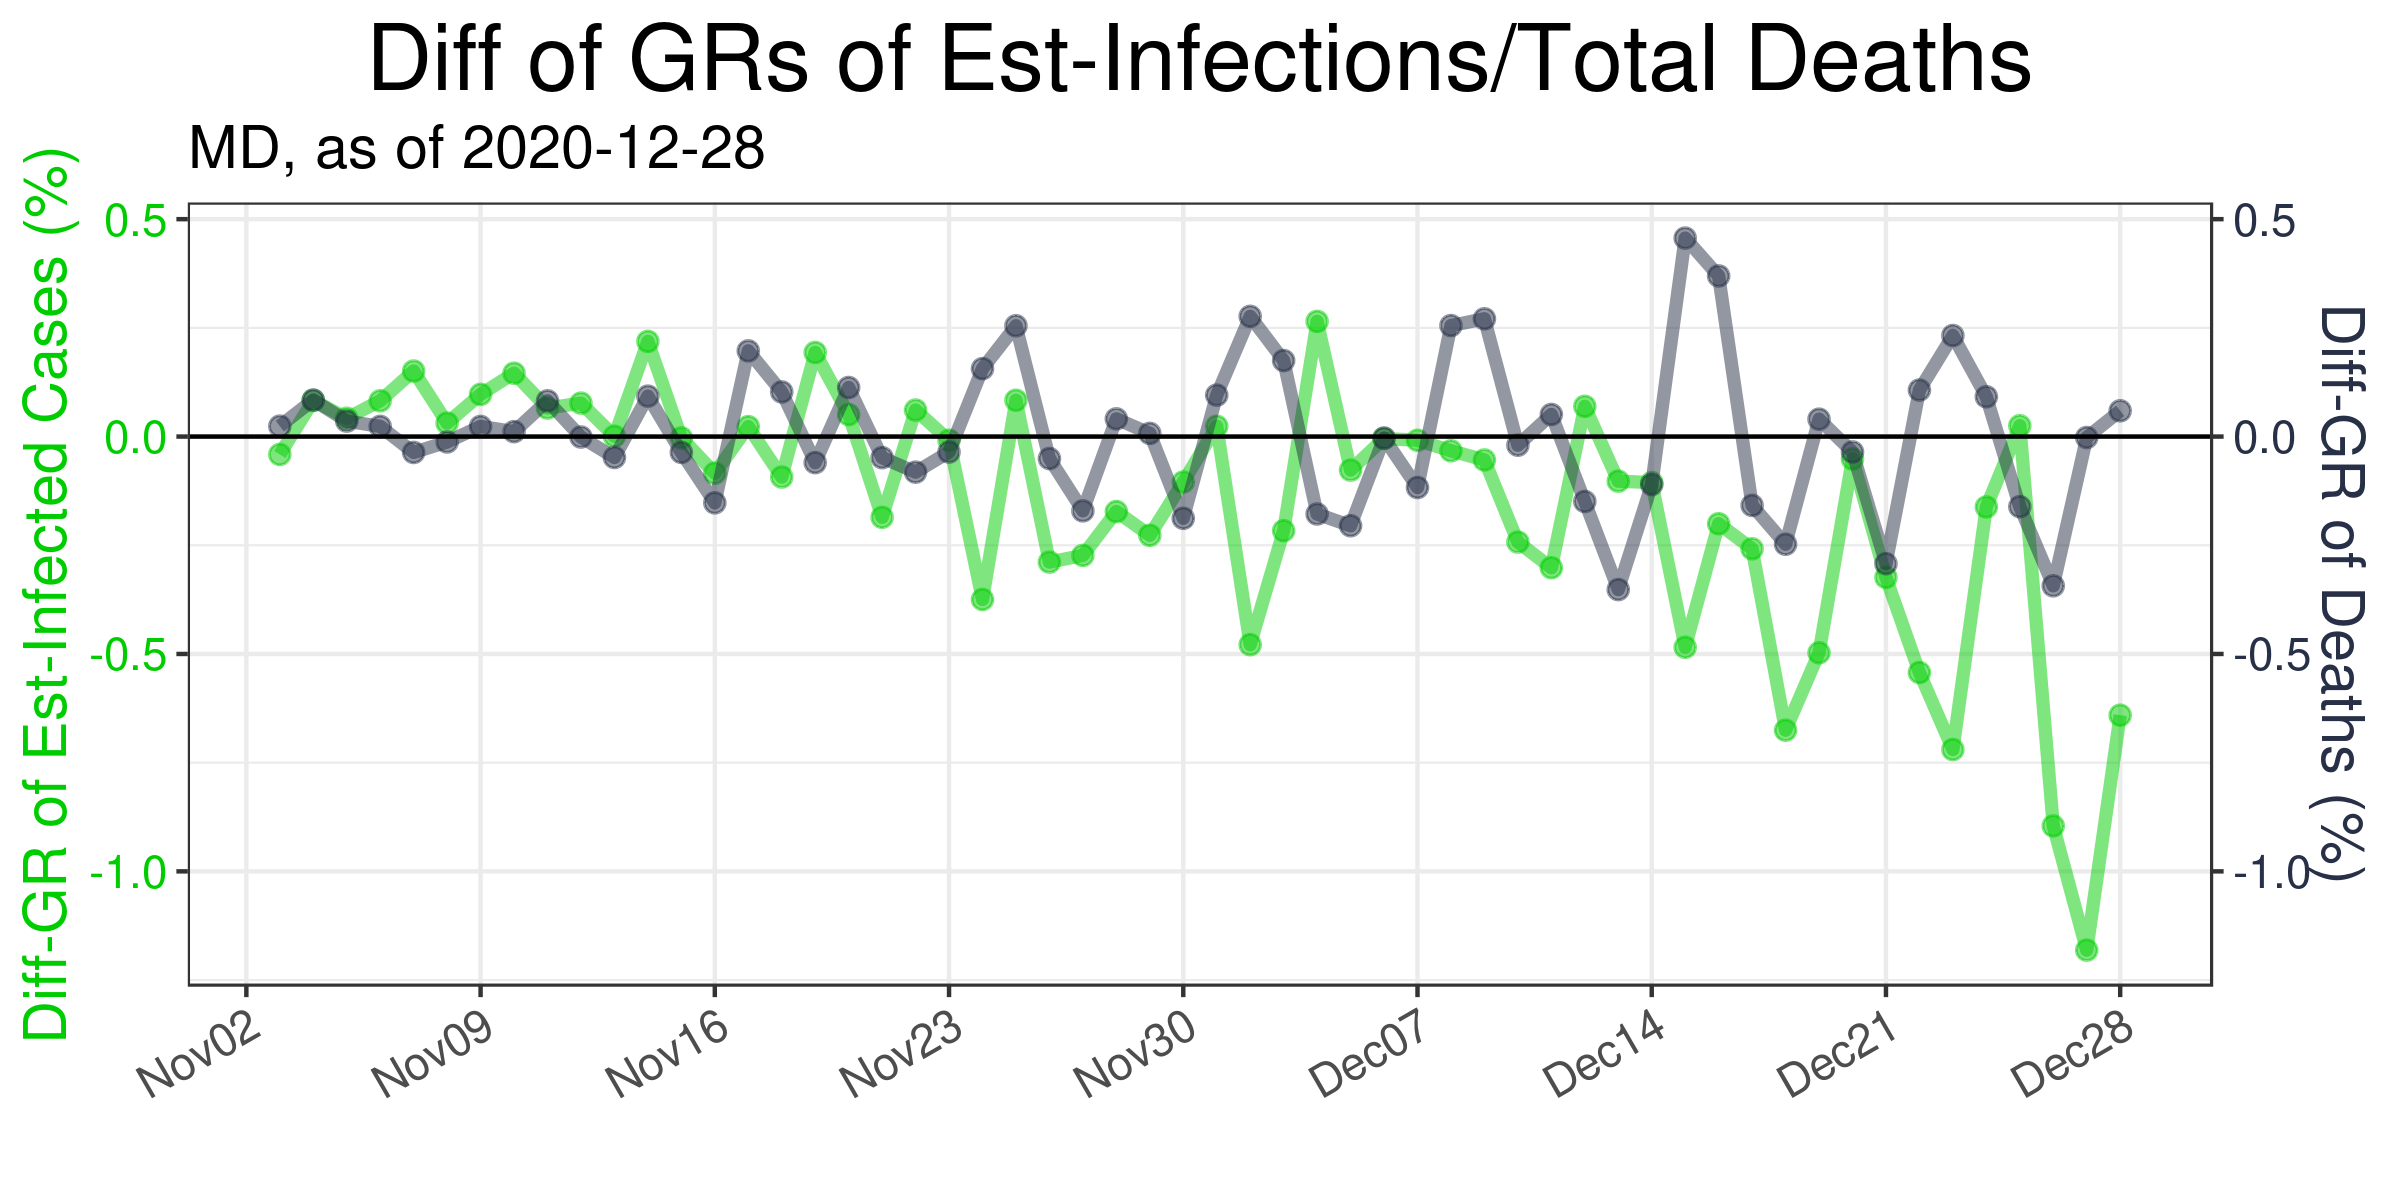 Diff of GRs of Est-Infections/Total Deaths
MD, as of 2020-12-28
Diff-GR of Est-Infected Cases (%)
0.5
0.0
-0.5
-1.0
0.5
0.0
-0.5
-1.0
Diff-GR of Deaths (%)
Nov02
Nov09
Nov16
Nov23
Nov30
Dec07
Dec14
Dec21
Dec28